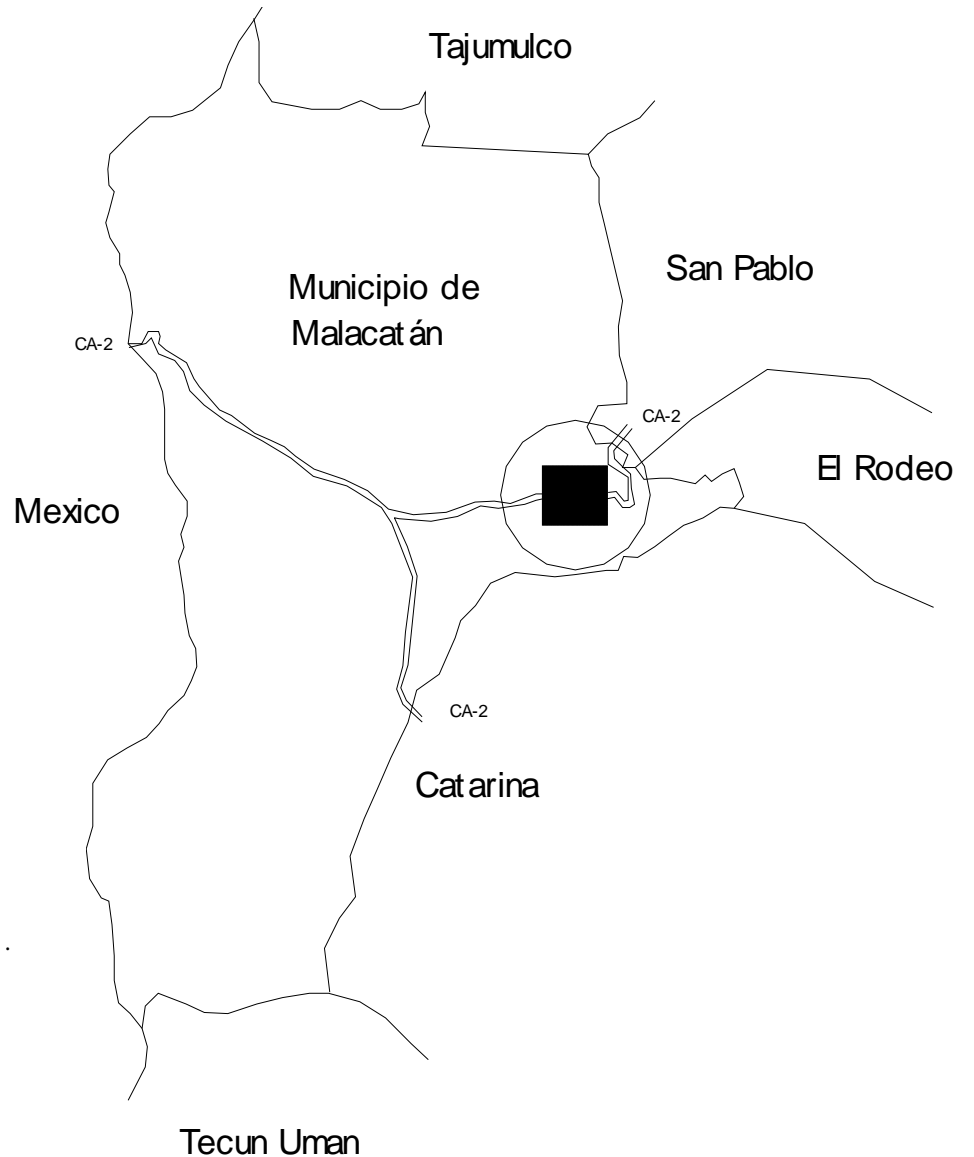 Tajumulco
San Pablo
Municipio de
Malacatán
CA-2
CA-2
El Rodeo
Mexico
CA-2
Catarina
.
Tecun Uman